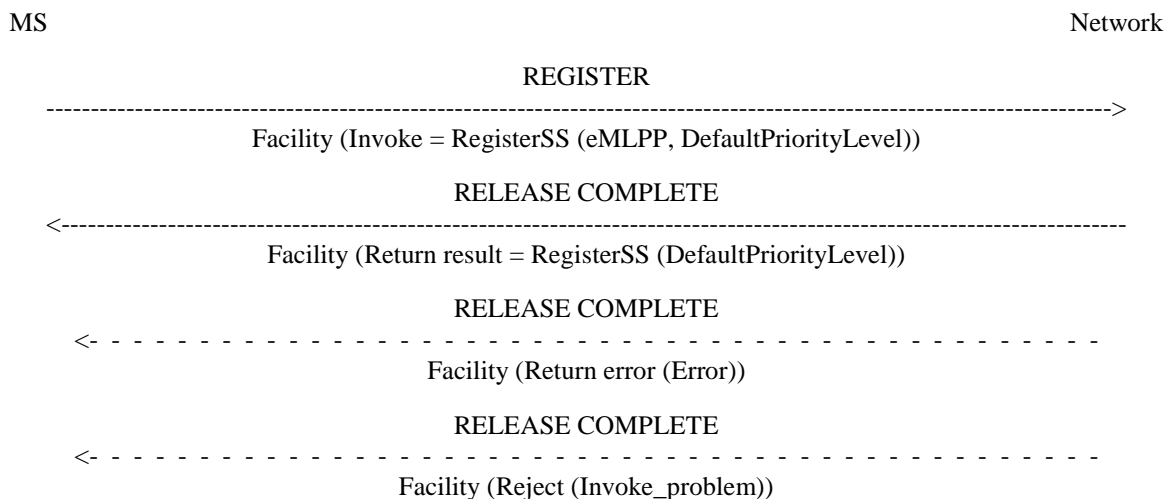 MS Network
REGISTER
Facility (Invoke = RegisterSS (eMLPP, DefaultPriorityLevel))
RELEASE COMPLETE
Facility (Return result = RegisterSS (DefaultPriorityLevel))
RELEASE COMPLETE
Facility (Return error (Error))
RELEASE COMPLETE
Facility (Reject (Invoke_problem))